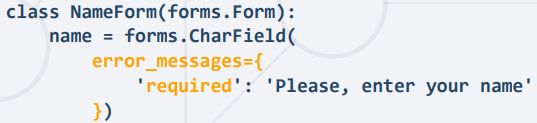 class NameForm(forms.Form):
    name = forms.CharField(
        error_messages={
            'required': 'Please, enter your name'
        })